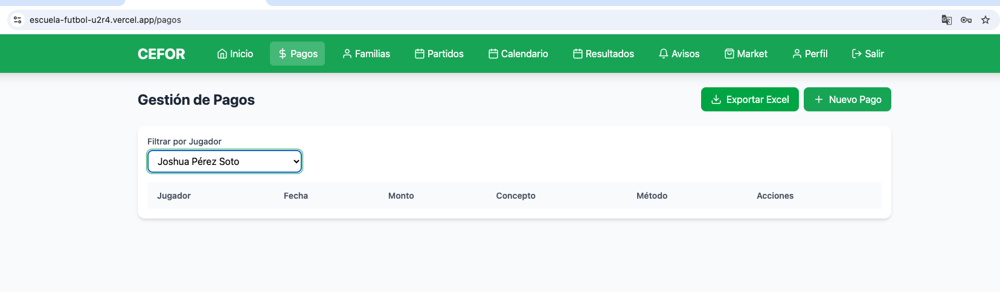 escuela-futbol-u2r4.vercel.app/pagos
CEFOR Inicio Pagos Familias Partidos Calendario Resultados Avisos Market Perfil Salir
Gestión de Pagos Exportar Excel Nuevo Pago
Filtrar por Jugador
Joshua Pérez Soto
Jugador Fecha Monto Concepto Método Acciones